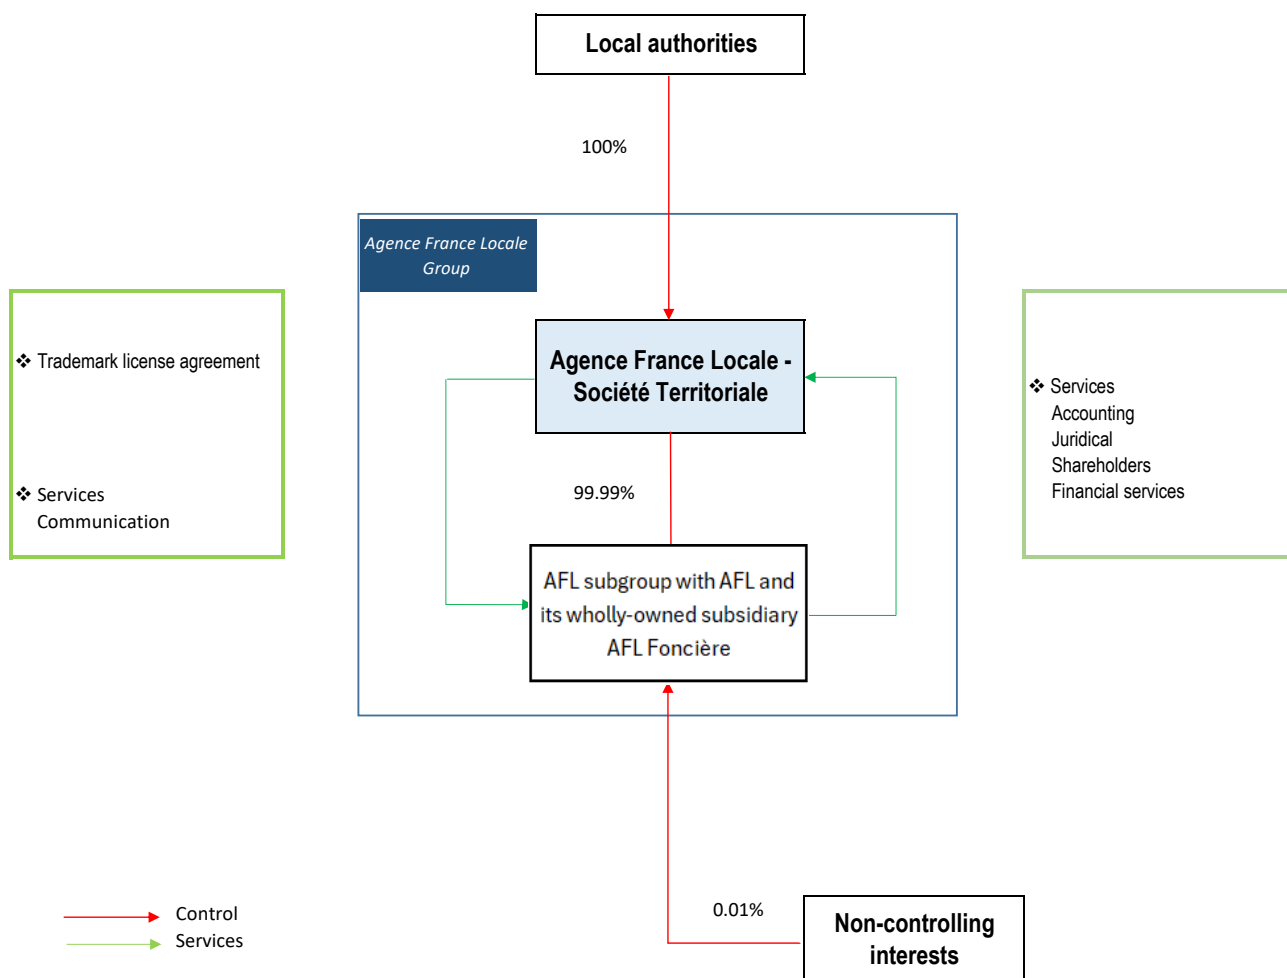 Local authorities
100%
Agence France Locale
Group
❖ Trademark license agreement
❖ Services
Communication
Agence France Locale -
Société Territoriale
99.99%
AFL subgroup with AFL and
its wholly-owned subsidiary
AFL Foncière
❖ Services
Accounting
Juridical
Shareholders
Financial services
0.01%
Non-controlling
interests
Control
Services